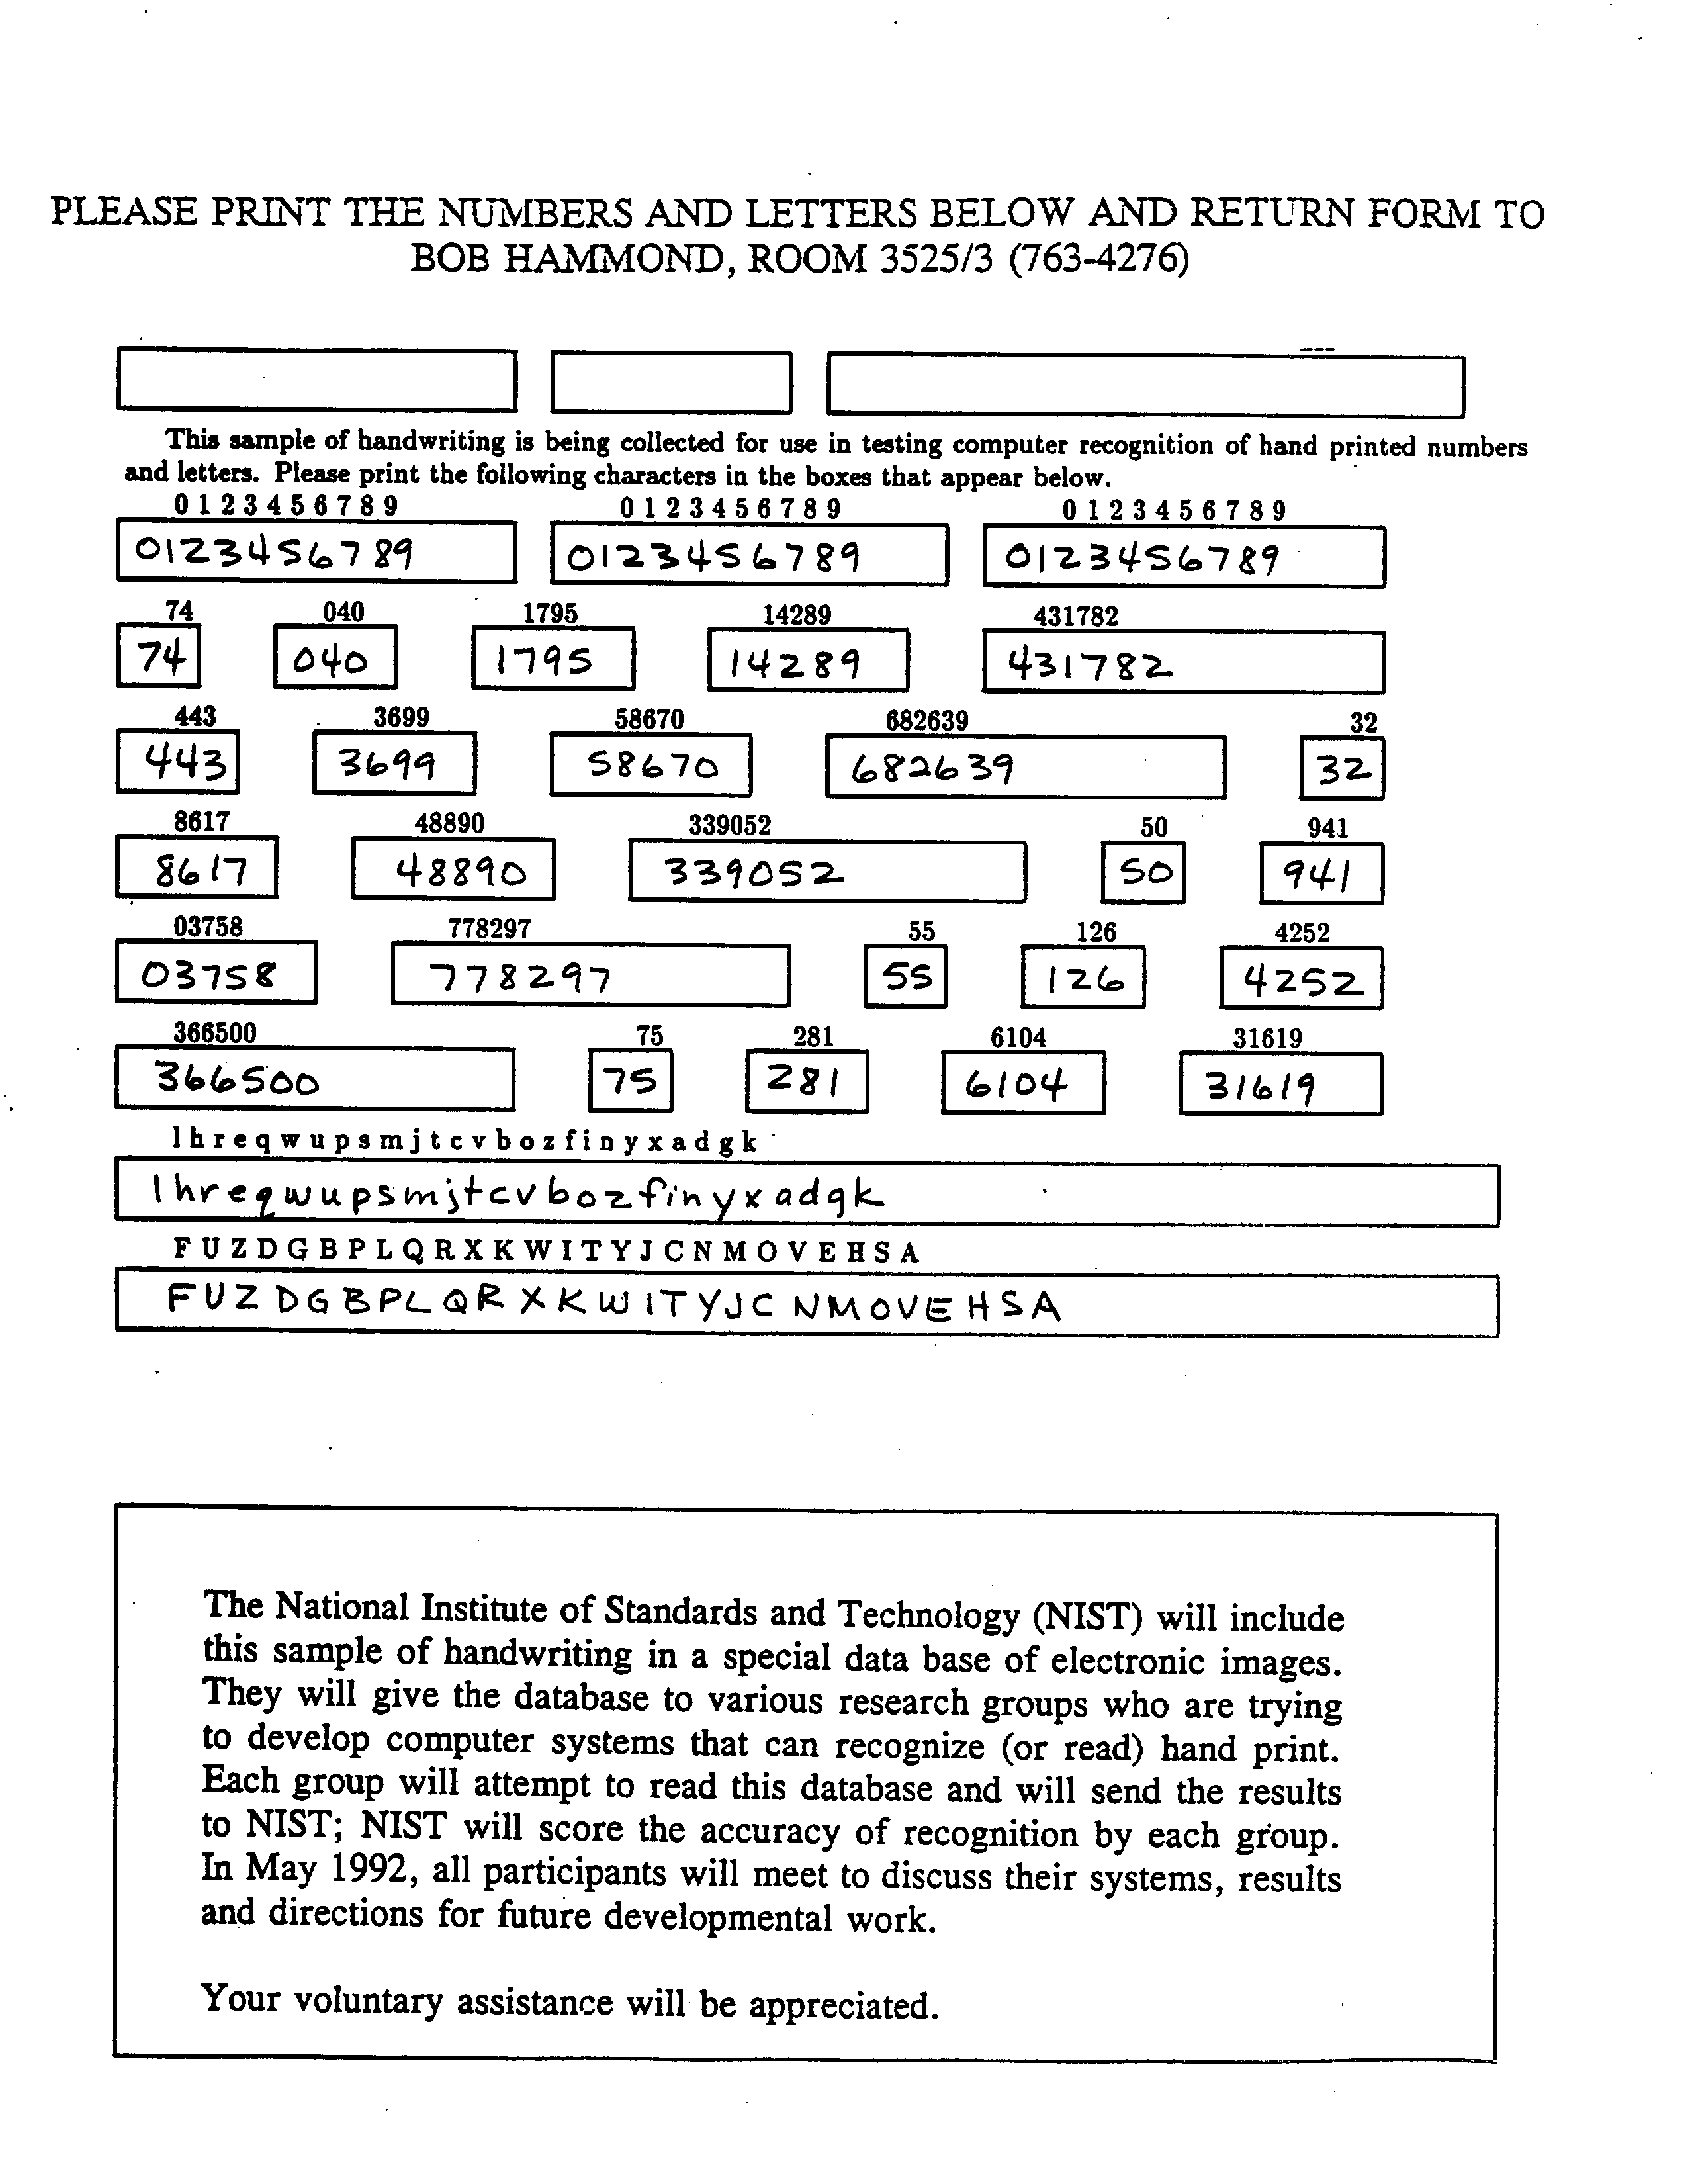 PLEASE PRINT THE NUMBERS AND LETTERS BELOW AND RETURN FORM TO
BOB HAMMOND, ROOM 3525/3 (763-4276)
This sample of handwriting is being collected for use in testing computer recognition of hand printed numbers
and letters. Please print the following characters in the boxes that appear below.
0 1 2 3 4 5 6 7 8 9 0 1 2 3 4 5 6 7 8 9 0 1 2 3 4 5 6 7 8 9
0123456789 0123456789 0123456789
74 040 1795 14289 431782
74 040 1795 14289 431782
443 3699 58670 682639 32
443 3699 58670 682639 32
8617 48890 339052 50 941
8617 48890 339052 50 941
03758 778297 55 126 4252
03758 778297 55 126 4252
366500 75 281 6104 31619
366500 75 281 6104 31619
l h r e q w u p s m j t c v b o z f i n y x a d g k
lhreqwupsmjtcvbozfinyxadgk
F U Z D G B P L Q R X K W I T Y J C N M O V E H S A
FUZDGBPLQRXKWITYJCNMOVEHSA
The National Institute of Standards and Technology (NIST) will include
this sample of handwriting in a special data base of electronic images.
They will give the database to various research groups who are trying
to develop computer systems that can recognize (or read) hand print.
Each group will attempt to read this database and will send the results
to NIST; NIST will score the accuracy of recognition by each group.
In May 1992, all participants will meet to discuss their systems, results
and directions for future developmental work.
Your voluntary assistance will be appreciated.